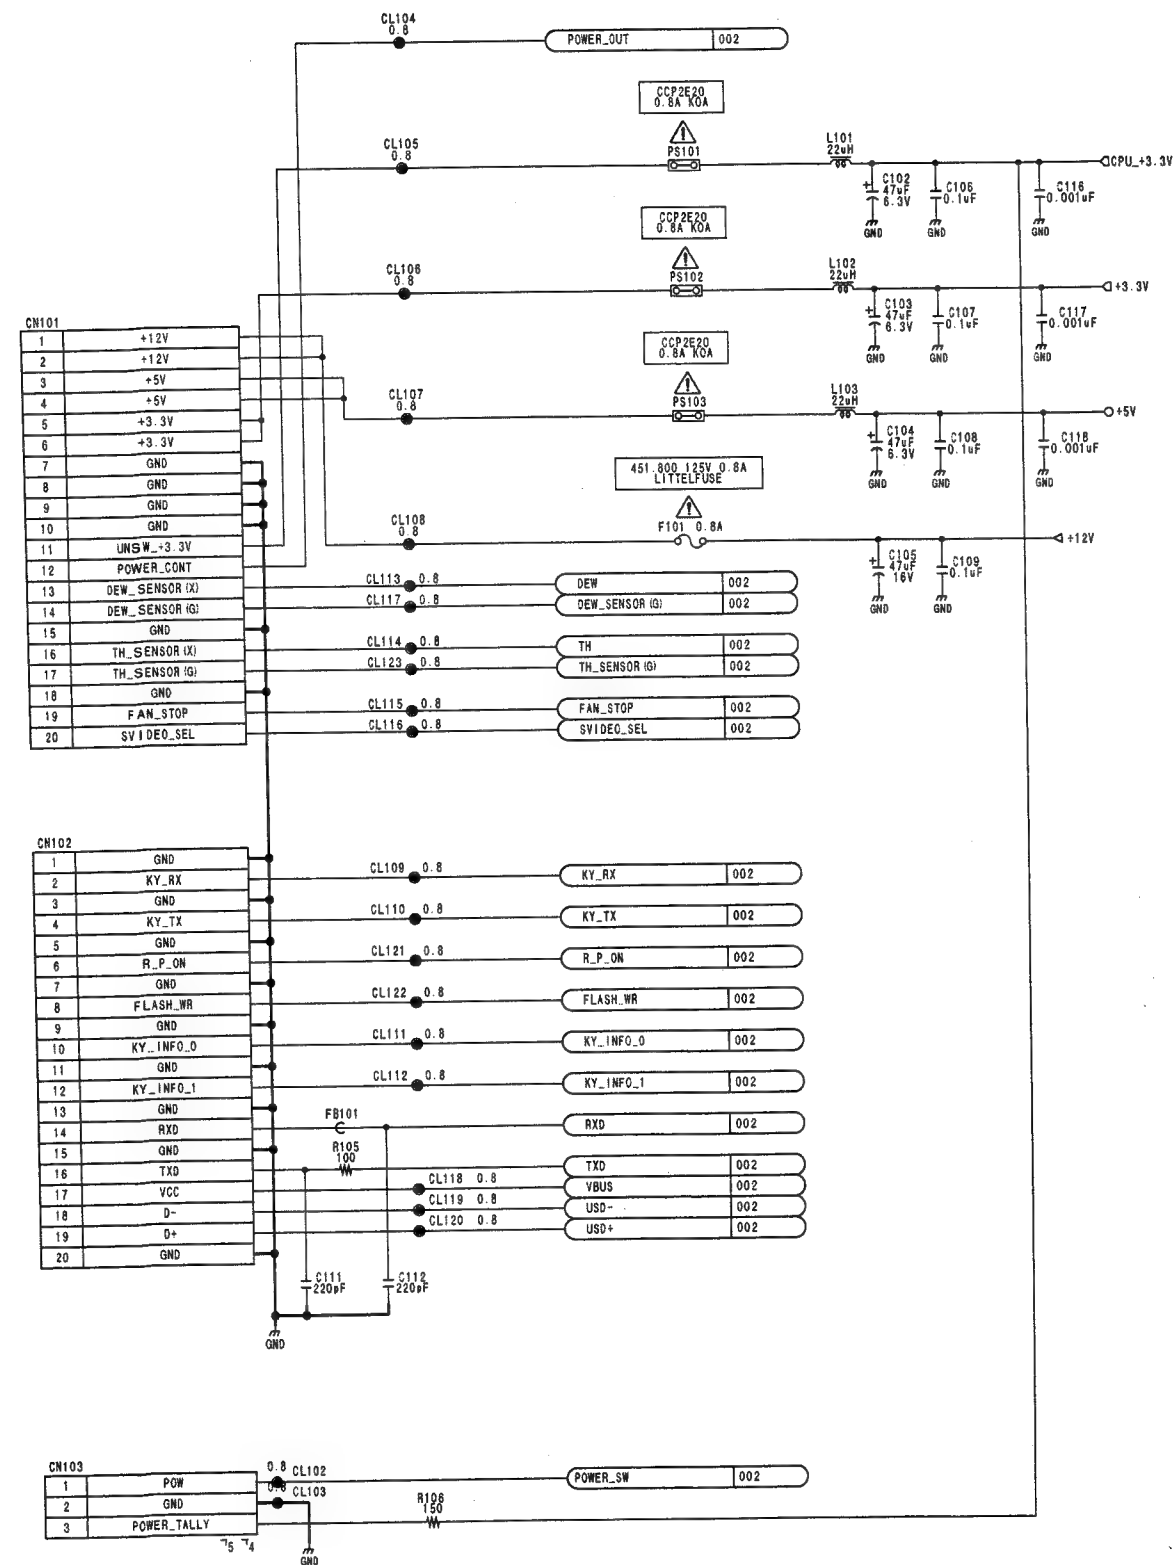 CL104
0.8
POWER_OUT 002
CCP2E20
0.8A KOA
PS101
CL105
0.8
L101
22uH
CPU_+3.3V
C102
47uF
6.3V
GND
C106
0.1uF
GND
C116
0.001uF
GND
CCP2E20
0.8A KOA
PS102
CL106
0.8
L102
22uH
+3.3V
C103
47uF
6.3V
GND
C107
0.1uF
GND
C117
0.001uF
GND
CCP2E20
0.8A KOA
PS103
CL107
0.8
L103
22uH
+5V
C104
47uF
6.3V
GND
C108
0.1uF
GND
C118
0.001uF
GND
451.800 125V 0.8A
LITTELFUSE
F101 0.8A
CL108
0.8
+12V
C105
47uF
16V
GND
C109
0.1uF
GND
CN101
1 +12V
2 +12V
3 +5V
4 +5V
5 +3.3V
6 +3.3V
7 GND
8 GND
9 GND
10 GND
11 UNSW_+3.3V
12 POWER_CONT
13 DEW_SENSOR(X)
14 DEW_SENSOR(G)
15 GND
16 TH_SENSOR(X)
17 TH_SENSOR(G)
18 GND
19 FAN_STOP
20 SVIDEO_SEL
CL113 0.8 DEW 002
CL117 0.8 DEW_SENSOR(G) 002
CL114 0.8 TH 002
CL123 0.8 TH_SENSOR(G) 002
CL115 0.8 FAN_STOP 002
CL116 0.8 SVIDEO_SEL 002
CN102
1 GND
2 KY_RX
3 GND
4 KY_TX
5 GND
6 R_P_ON
7 GND
8 FLASH_WR
9 GND
10 KY_INFO_0
11 GND
12 KY_INFO_1
13 GND
14 RXD
15 GND
16 TXD
17 VCC
18 D-
19 D+
20 GND
CL109 0.8 KY_RX 002
CL110 0.8 KY_TX 002
CL121 0.8 R_P_ON 002
CL122 0.8 FLASH_WR 002
CL111 0.8 KY_INFO_0 002
CL112 0.8 KY_INFO_1 002
FB101
RXD 002
R105
100
TXD 002
CL118 0.8 VBUS 002
CL119 0.8 USD- 002
CL120 0.8 USD+ 002
C111
220pF
C112
220pF
GND
CN103
1 POW
2 GND
3 POWER_TALLY
0.8 CL102
0.8 CL103
POWER_SW 002
R106
150
GND
5 4